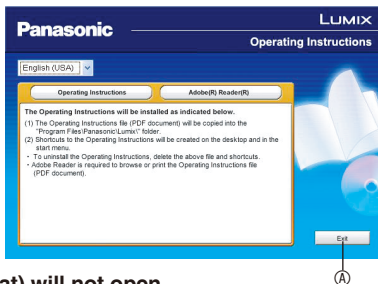 Panasonic
LUMIX
Operating Instructions
English (USA)
Operating Instructions
Adobe(R) Reader(R)
The Operating Instructions will be installed as indicated below.
(1) The Operating Instructions file (PDF document) will be copied into the
"Program Files\Panasonic\Lumix\" folder.
(2) Shortcuts to the Operating Instructions will be created on the desktop and in the
start menu.
・ To uninstall the Operating Instructions, delete the above file and shortcuts.
・ Adobe Reader is required to browse or print the Operating Instructions file
(PDF document).
Exit
Ⓐ
at) will not open